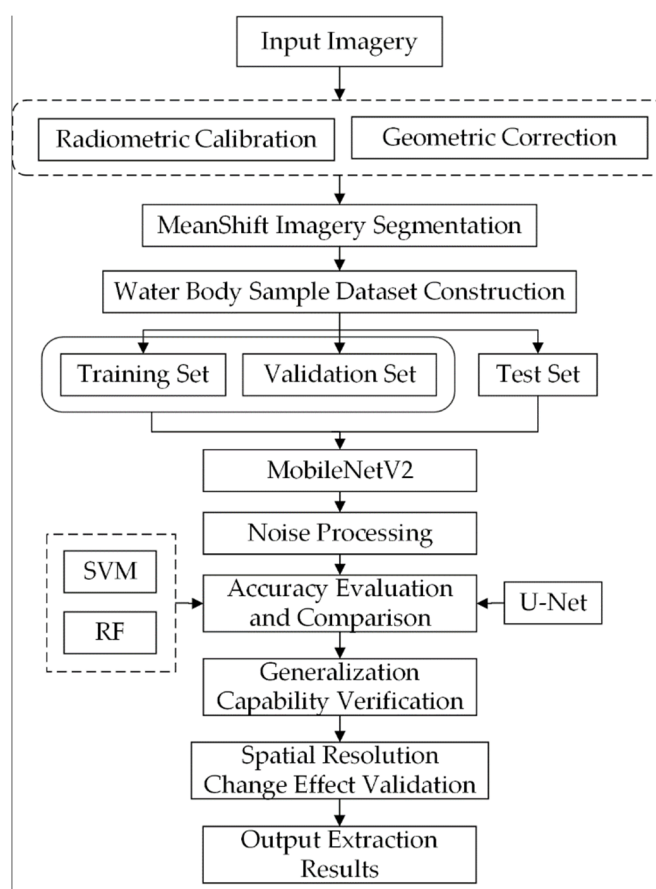 Input Imagery
Radiometric Calibration
Geometric Correction
MeanShift Imagery Segmentation
Water Body Sample Dataset Construction
Training Set
Validation Set
Test Set
MobileNetV2
Noise Processing
SVM
RF
Accuracy Evaluation
and Comparison
U-Net
Generalization
Capability Verification
Spatial Resolution
Change Effect Validation
Output Extraction
Results